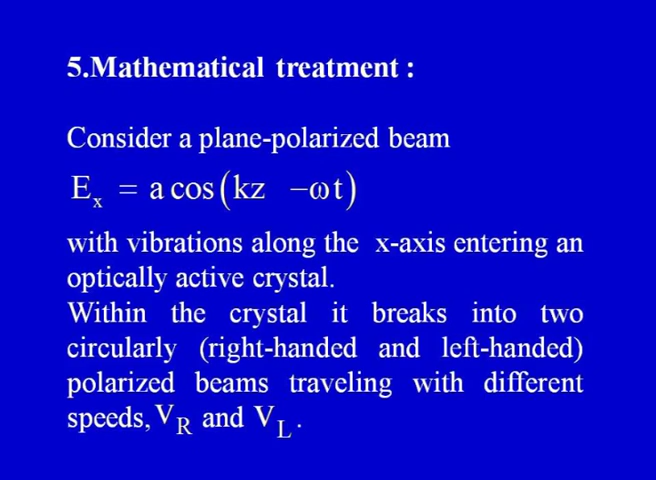 5.Mathematical treatment :
Consider a plane-polarized beam
Eₓ = a cos(kz −ωt)
with vibrations along the x-axis entering an
optically active crystal.
Within the crystal it breaks into two
circularly (right-handed and left-handed)
polarized beams traveling with different
speeds, V_R and V_L .